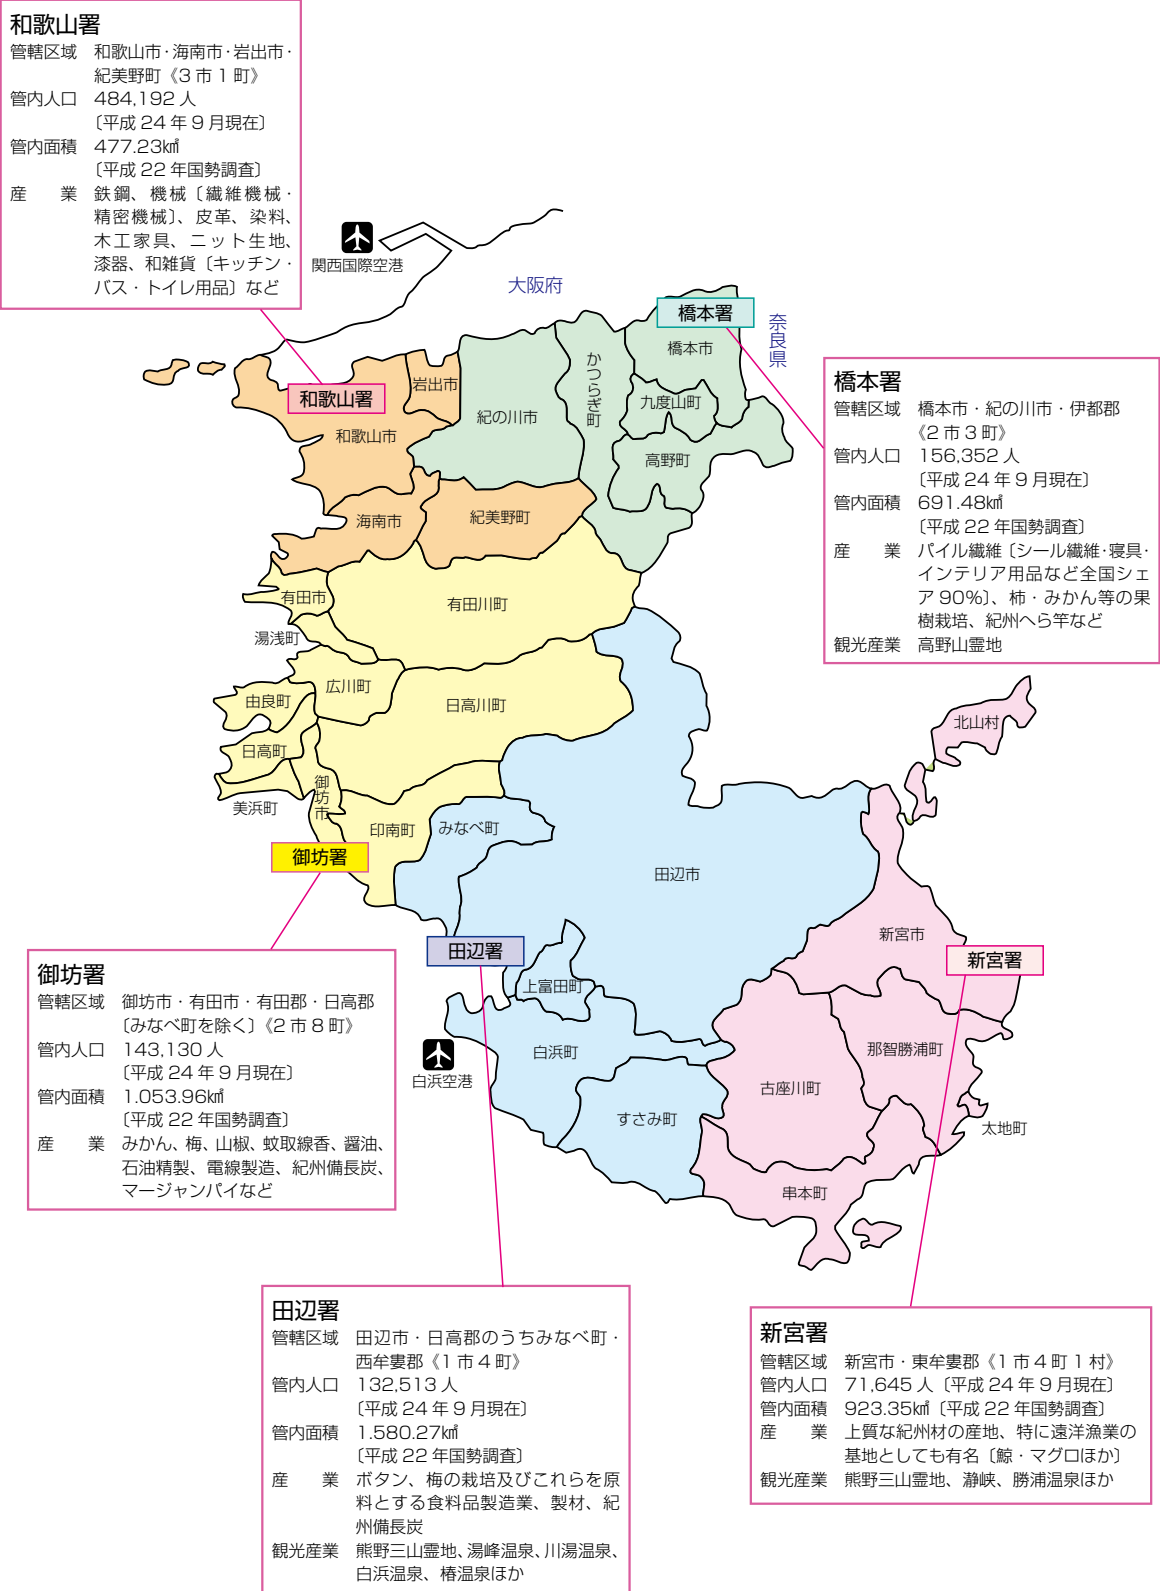 和歌山署
管轄区域 和歌山市・海南市・岩出市・
紀美野町《3市1町》
管内人口 484,192人
〔平成24年9月現在〕
管内面積 477.23㎢
〔平成22年国勢調査〕
産業 鉄鋼、機械〔繊維機械・
精密機械〕、皮革、染料、
木工家具、ニット生地、
漆器、和雑貨〔キッチン・
バス・トイレ用品〕など
関西国際空港
大阪府
奈良県
橋本署
橋本市
かつらぎ町
岩出市
和歌山署
九度山町
紀の川市
和歌山市
高野町
海南市
紀美野町
橋本署
管轄区域 橋本市・紀の川市・伊都郡
《2市3町》
管内人口 156,352人
〔平成24年9月現在〕
管内面積 691.48㎢
〔平成22年国勢調査〕
産業 パイル繊維〔シール繊維・寝具・
インテリア用品など全国シェ
ア90%〕、柿・みかん等の果
樹栽培、紀州へら竿など
観光産業 高野山霊地
有田市
有田川町
湯浅町
広川町
由良町
日高川町
北山村
日高町
御坊市
美浜町
印南町
みなべ町
御坊署
田辺市
新宮市
田辺署
新宮署
上富田町
白浜町
那智勝浦町
白浜空港
古座川町
すさみ町
太地町
串本町
御坊署
管轄区域 御坊市・有田市・有田郡・日高郡
〔みなべ町を除く〕《2市8町》
管内人口 143,130人
〔平成24年9月現在〕
管内面積 1.053.96㎢
〔平成22年国勢調査〕
産業 みかん、梅、山椒、蚊取線香、醤油、
石油精製、電線製造、紀州備長炭、
マージャンパイなど
田辺署
管轄区域 田辺市・日高郡のうちみなべ町・
西牟婁郡《1市4町》
管内人口 132,513人
〔平成24年9月現在〕
管内面積 1.580.27㎢
〔平成22年国勢調査〕
産業 ボタン、梅の栽培及びこれらを原
料とする食料品製造業、製材、紀
州備長炭
観光産業 熊野三山霊地、湯峰温泉、川湯温泉、
白浜温泉、椿温泉ほか
新宮署
管轄区域 新宮市・東牟婁郡《1市4町1村》
管内人口 71,645人〔平成24年9月現在〕
管内面積 923.35㎢〔平成22年国勢調査〕
産業 上質な紀州材の産地、特に遠洋漁業の
基地としても有名〔鯨・マグロほか〕
観光産業 熊野三山霊地、瀞峡、勝浦温泉ほか